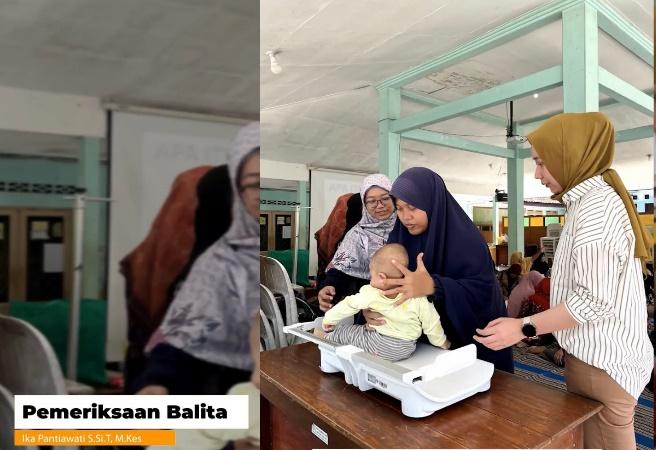 Pemeriksaan Balita
Ika Pantiawati S.Si.T, M.Kes